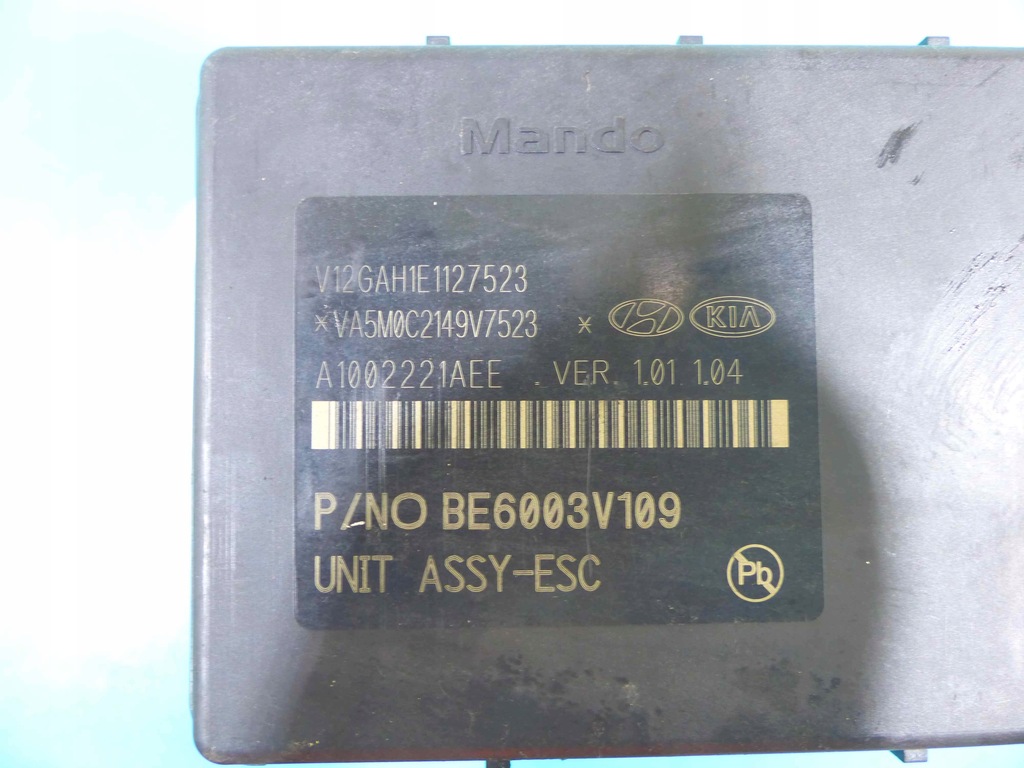 Mando
V12GAH1E1127523
*VA5M0C2149V7523 * KIA
A1002221AEE . VER. 1.01 1.04
P/NO BE6003V109
UNIT ASSY-ESC
Pb